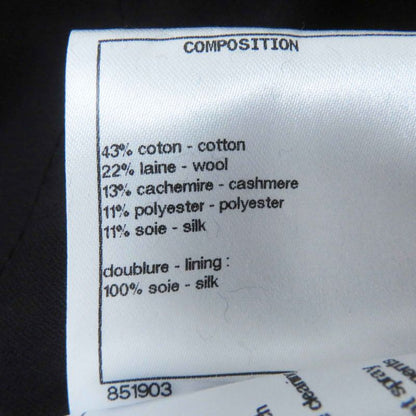 COMPOSITION
43% coton - cotton
22% laine - wool
13% cachemire - cashmere
11% polyester - polyester
11% soie - silk
doublure - lining :
100% soie - silk
851903
spray